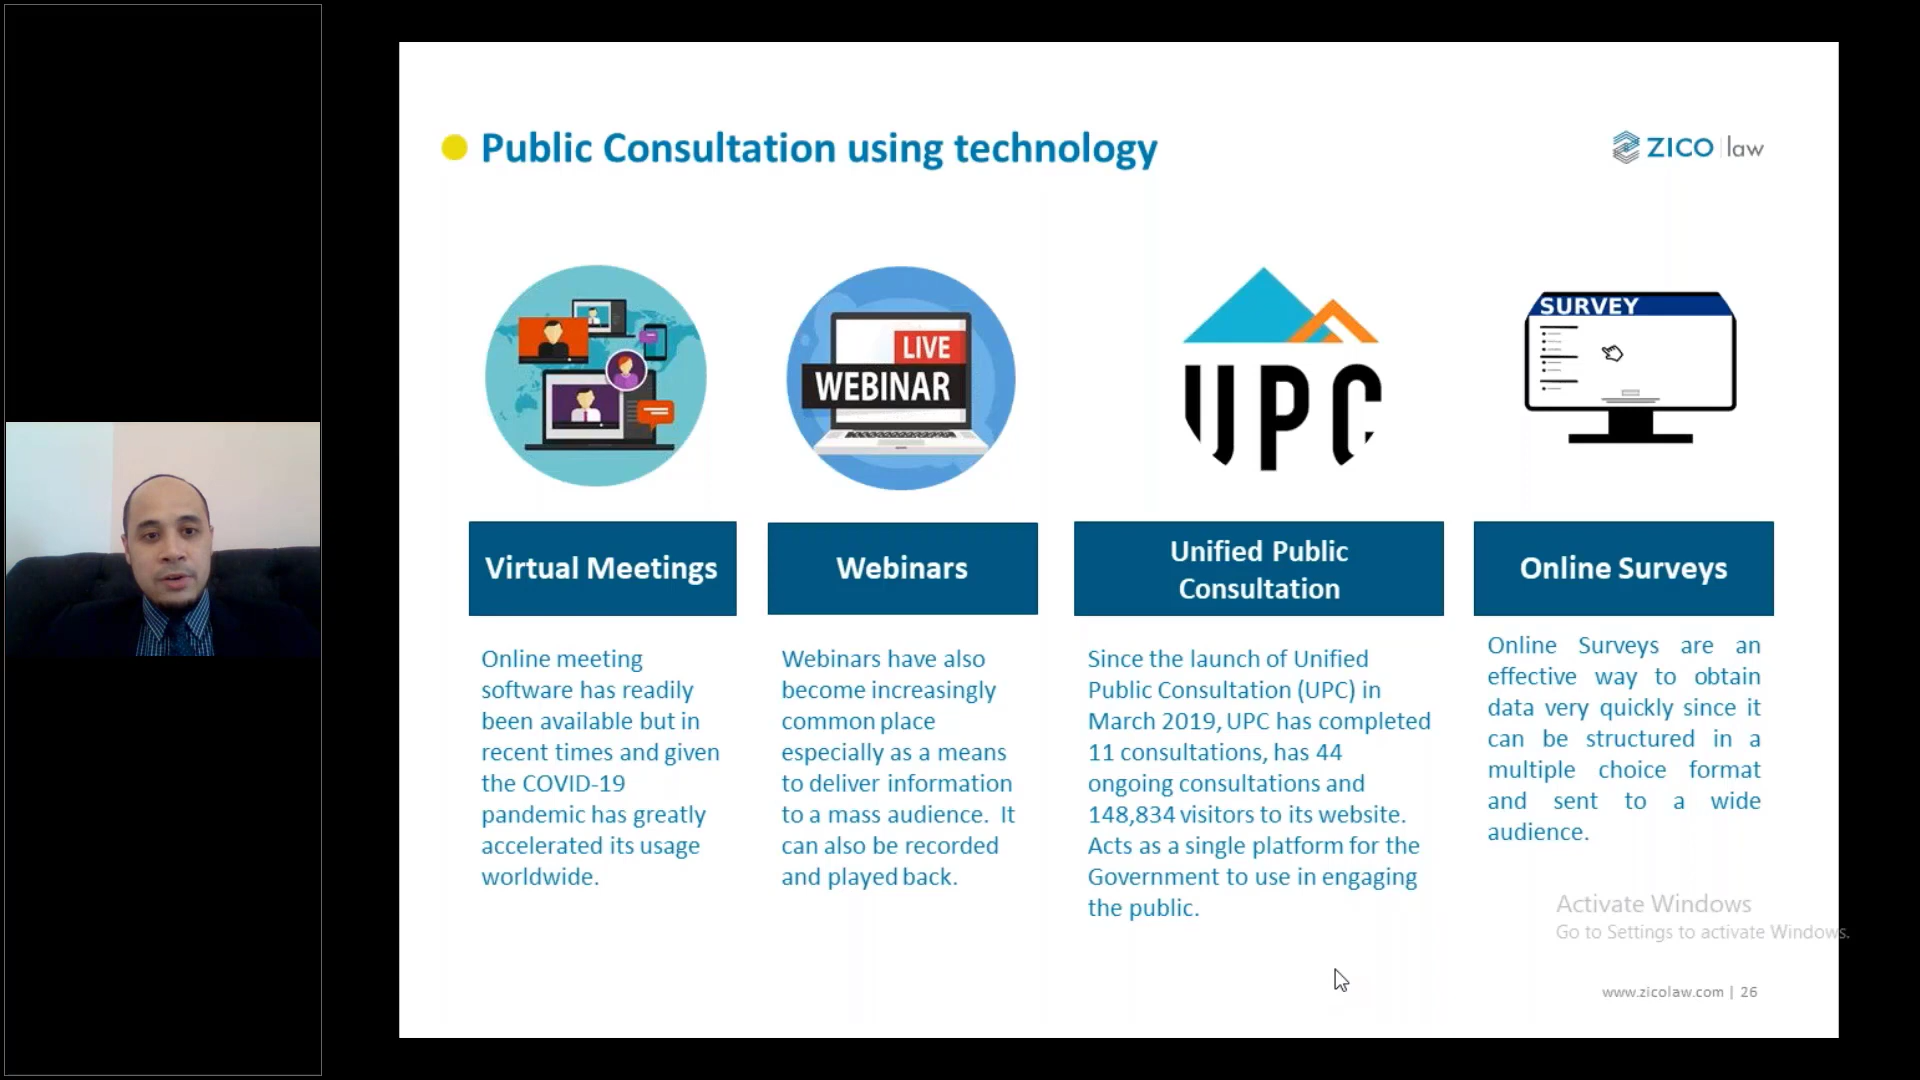 Public Consultation using technology
ZICO law
LIVE
WEBINAR
UPC
SURVEY
Virtual Meetings
Webinars
Unified Public
Consultation
Online Surveys
Online meeting
software has readily
been available but in
recent times and given
the COVID-19
pandemic has greatly
accelerated its usage
worldwide.
Webinars have also
become increasingly
common place
especially as a means
to deliver information
to a mass audience. It
can also be recorded
and played back.
Since the launch of Unified
Public Consultation (UPC) in
March 2019, UPC has completed
11 consultations, has 44
ongoing consultations and
148,834 visitors to its website.
Acts as a single platform for the
Government to use in engaging
the public.
Online Surveys are an
effective way to obtain
data very quickly since it
can be structured in a
multiple choice format
and sent to a wide
audience.
Activate Windows
Go to Settings to activate Windows.
www.zicolaw.com | 26